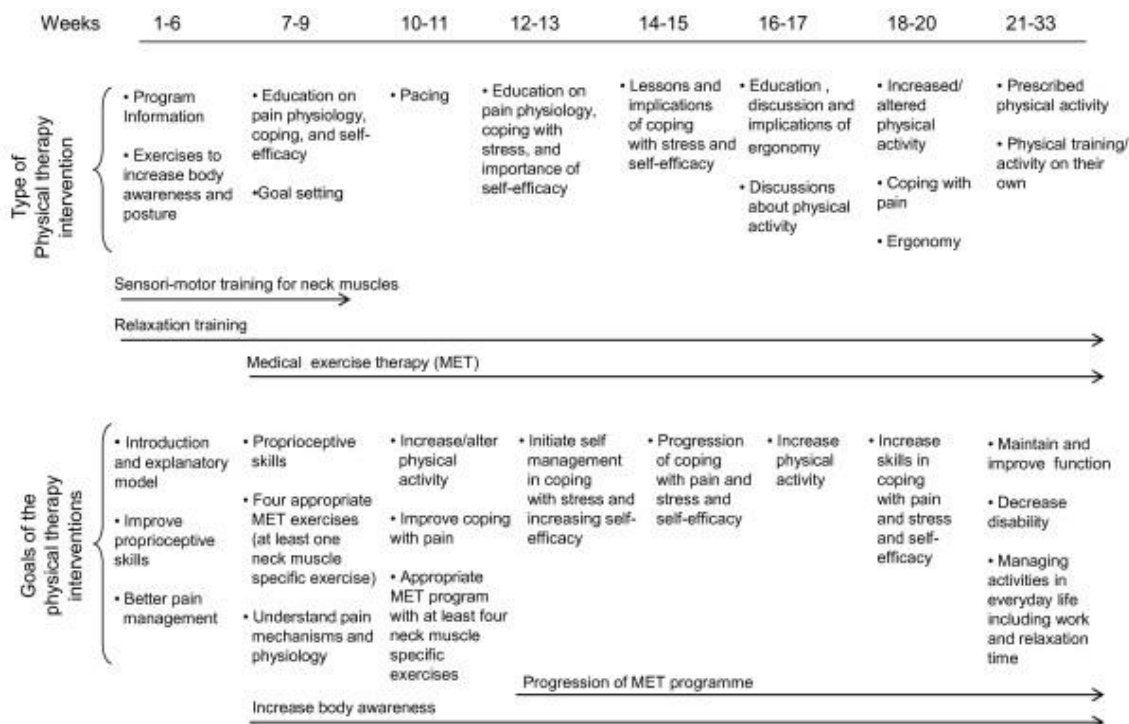 Weeks 1-6 7-9 10-11 12-13 14-15 16-17 18-20 21-33
Type of
Physical therapy
intervention
• Program
Information
• Exercises to
increase body
awareness and
posture
• Education on
pain physiology,
coping, and self-
efficacy
•Goal setting
• Pacing
• Education on
pain physiology,
coping with
stress, and
importance of
self-efficacy
• Lessons and
implications
of coping
with stress and
self-efficacy
• Education ,
discussion and
implications of
ergonomy
• Discussions
about physical
activity
• Increased/
altered
physical
activity
• Coping with
pain
• Ergonomy
• Prescribed
physical activity
• Physical training/
activity on their
own
Sensori-motor training for neck muscles
Relaxation training
Medical exercise therapy (MET)
Goals of the
physical therapy
interventions
• Introduction
and explanatory
model
• Improve
proprioceptive
skills
• Better pain
management
• Proprioceptive
skills
• Four appropriate
MET exercises
(at least one
neck muscle
specific exercise)
• Understand pain
mechanisms and
physiology
• Increase/alter
physical
activity
• Improve coping
with pain
• Appropriate
MET program
with at least four
neck muscle
specific
exercises
• Initiate self
management
in coping
with stress and
increasing self-
efficacy
• Progression
of coping
with pain and
stress and
self-efficacy
• Increase
physical
activity
• Increase
skills in
coping
with pain
and stress
and self-
efficacy
• Maintain and
improve function
• Decrease
disability
• Managing
activities in
everyday life
including work
and relaxation
time
Progression of MET programme
Increase body awareness